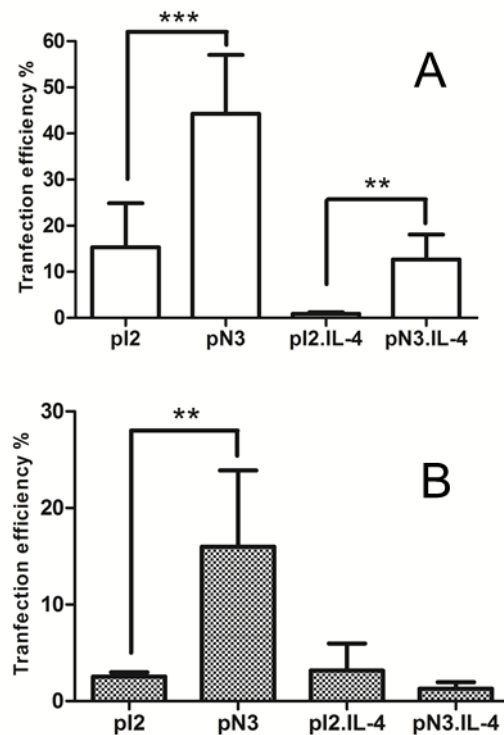 ***
60
A
50
Tranfection efficiency %
40
30
**
20
10
0
pI2 pN3 pI2.IL-4 pN3.IL-4
30
**
B
Tranfection efficiency %
20
10
0
pI2 pN3 pI2.IL-4 pN3.IL-4